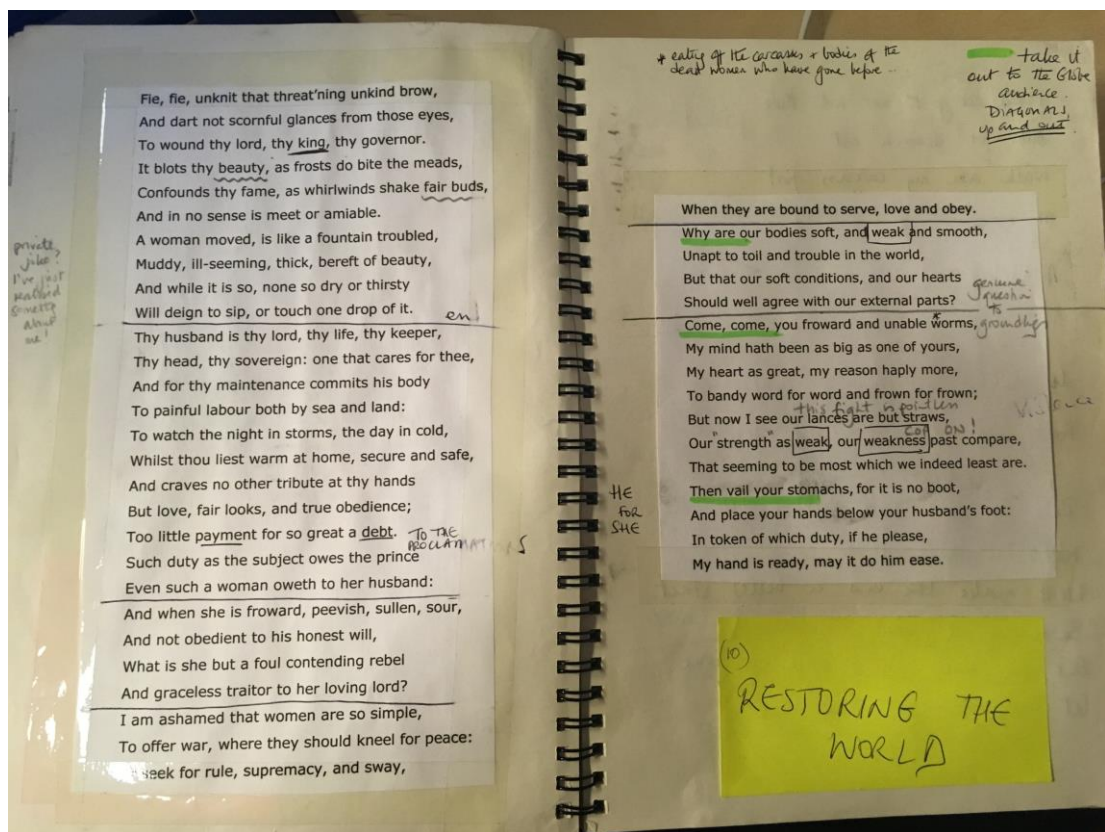 Fie, fie, unknit that threat'ning unkind brow,
And dart not scornful glances from those eyes,
To wound thy lord, thy king, thy governor.
It blots thy beauty, as frosts do bite the meads,
Confounds thy fame, as whirlwinds shake fair buds,
And in no sense is meet or amiable.
A woman moved, is like a fountain troubled,
Muddy, ill-seeming, thick, bereft of beauty,
And while it is so, none so dry or thirsty
Will deign to sip, or touch one drop of it.
Thy husband is thy lord, thy life, thy keeper,
Thy head, thy sovereign: one that cares for thee,
And for thy maintenance commits his body
To painful labour both by sea and land:
To watch the night in storms, the day in cold,
Whilst thou liest warm at home, secure and safe,
And craves no other tribute at thy hands
But love, fair looks, and true obedience;
Too little payment for so great a debt. TO THE
Such duty as the subject owes the prince
Even such a woman oweth to her husband:
And when she is froward, peevish, sullen, sour,
And not obedient to his honest will,
What is she but a foul contending rebel
And graceless traitor to her loving lord?
I am ashamed that women are so simple,
To offer war, where they should kneel for peace:
seek for rule, supremacy, and sway,
private
joke?
I've just
realised
about
me!
* eating of the carcasses + bodies of the
dead women who have gone before ..
take it
out to the Globe
audience.
DIAGONALS,
up and out.
When they are bound to serve, love and obey.
Why are our bodies soft, and weak and smooth,
Unapt to toil and trouble in the world,
But that our soft conditions, and our hearts
Should well agree with our external parts?
genuine
question
to
groundlings
Come, come, you froward and unable worms,
*
My mind hath been as big as one of yours,
My heart as great, my reason haply more,
To bandy word for word and frown for frown;
But now I see our lances are but straws,
this fight is pointless
Our "strength" as weak, our weakness past compare,
COME ON!
That seeming to be most which we indeed least are.
Then vail your stomachs, for it is no boot,
And place your hands below your husband's foot:
In token of which duty, if he please,
My hand is ready, may it do him ease.
HE
FOR
SHE
(10)
RESTORING THE
WORLD